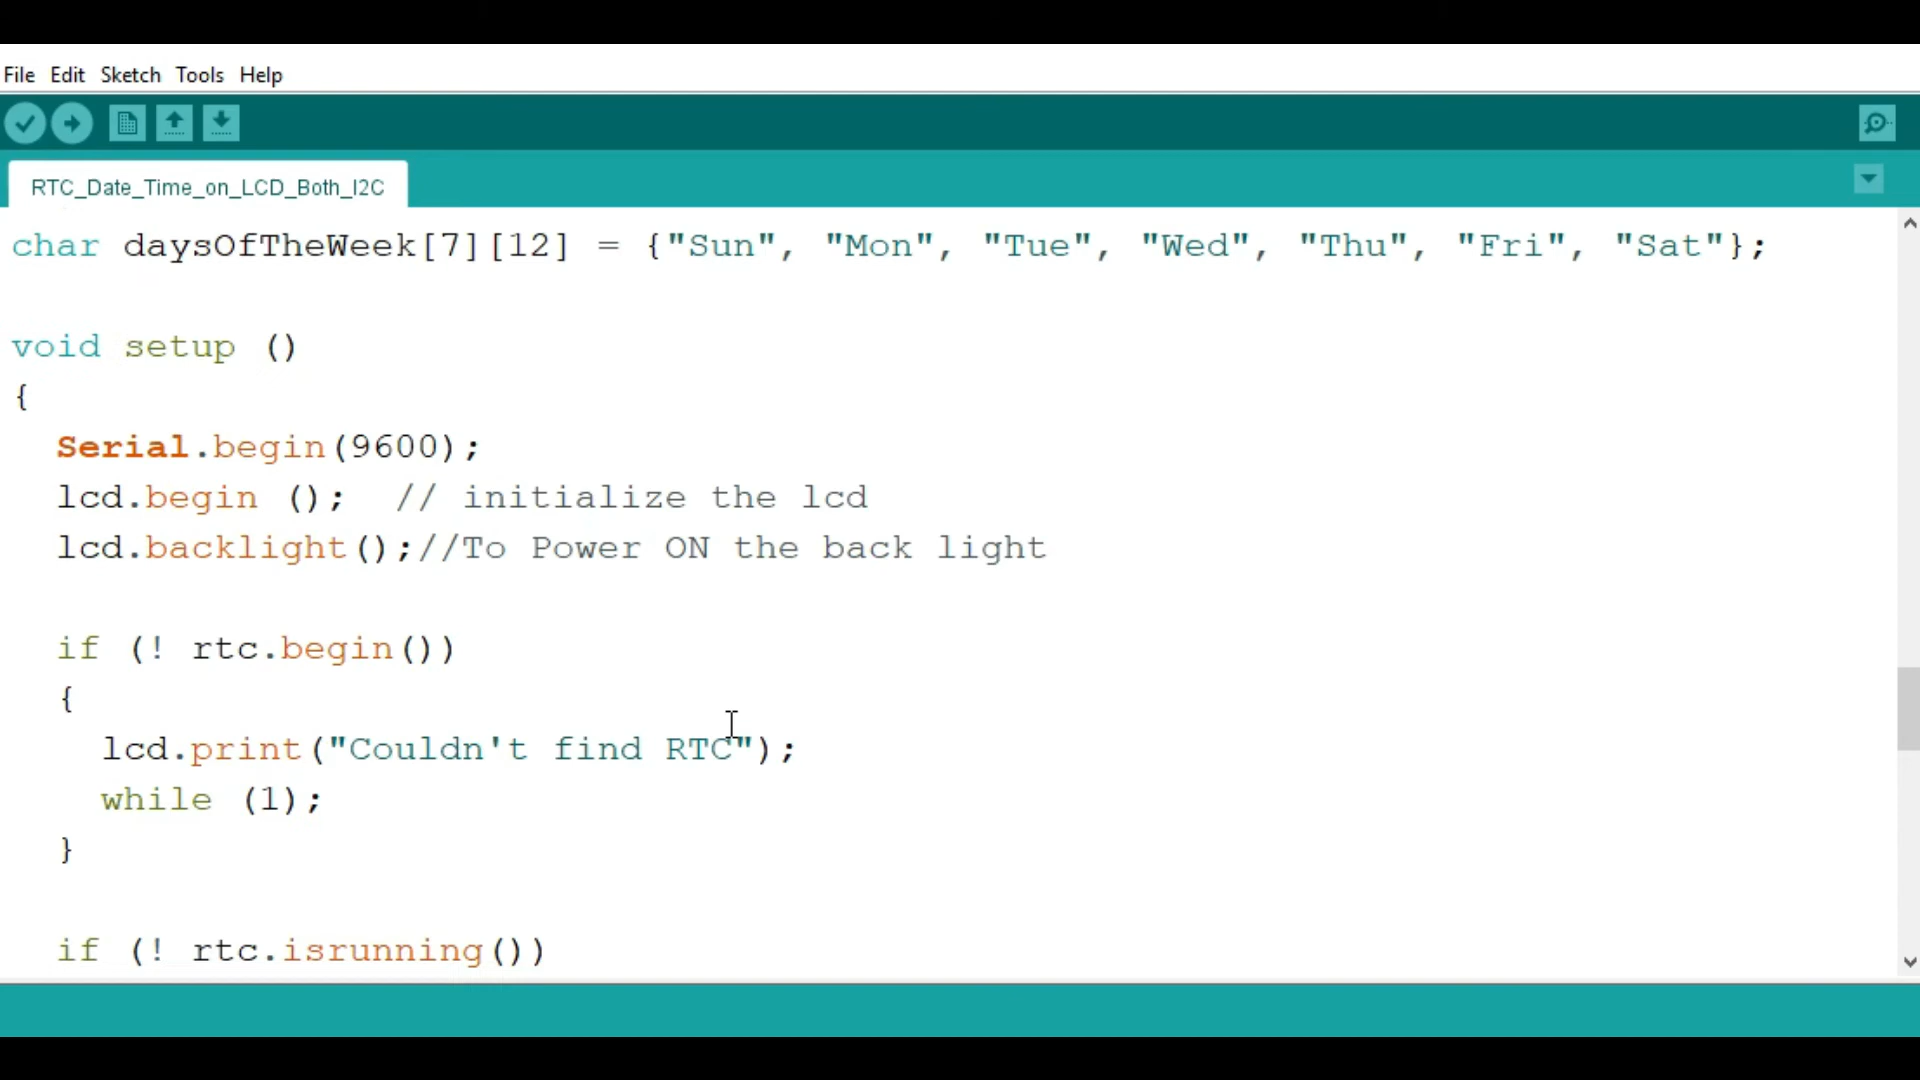 File Edit Sketch Tools Help
RTC_Date_Time_on_LCD_Both_I2C
char daysOfTheWeek[7][12] = {"Sun", "Mon", "Tue", "Wed", "Thu", "Fri", "Sat"};
void setup ()
{
Serial.begin(9600);
lcd.begin ();  // initialize the lcd
lcd.backlight();//To Power ON the back light
if (! rtc.begin())
{
lcd.print("Couldn't find RTC");
while (1);
}
if (! rtc.isrunning())